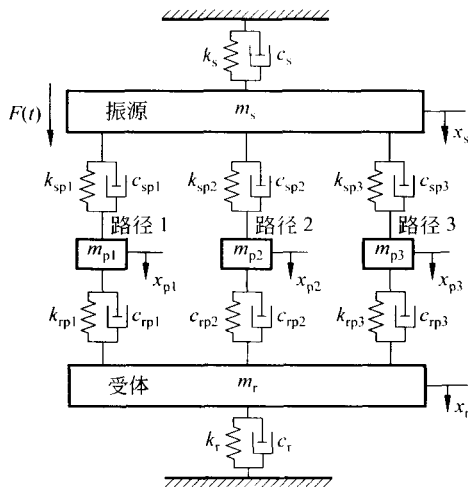 k_s c_s
F(t) 振源 m_s x_s
k_sp1 c_sp1 k_sp2 c_sp2 k_sp3 c_sp3
路径 1 路径 2 路径 3
m_p1 m_p2 m_p3
x_p1 x_p2 x_p3
k_rp1 c_rp1 c_rp2 c_rp2 k_rp3 c_rp3
受体 m_r x_r
k_r c_r